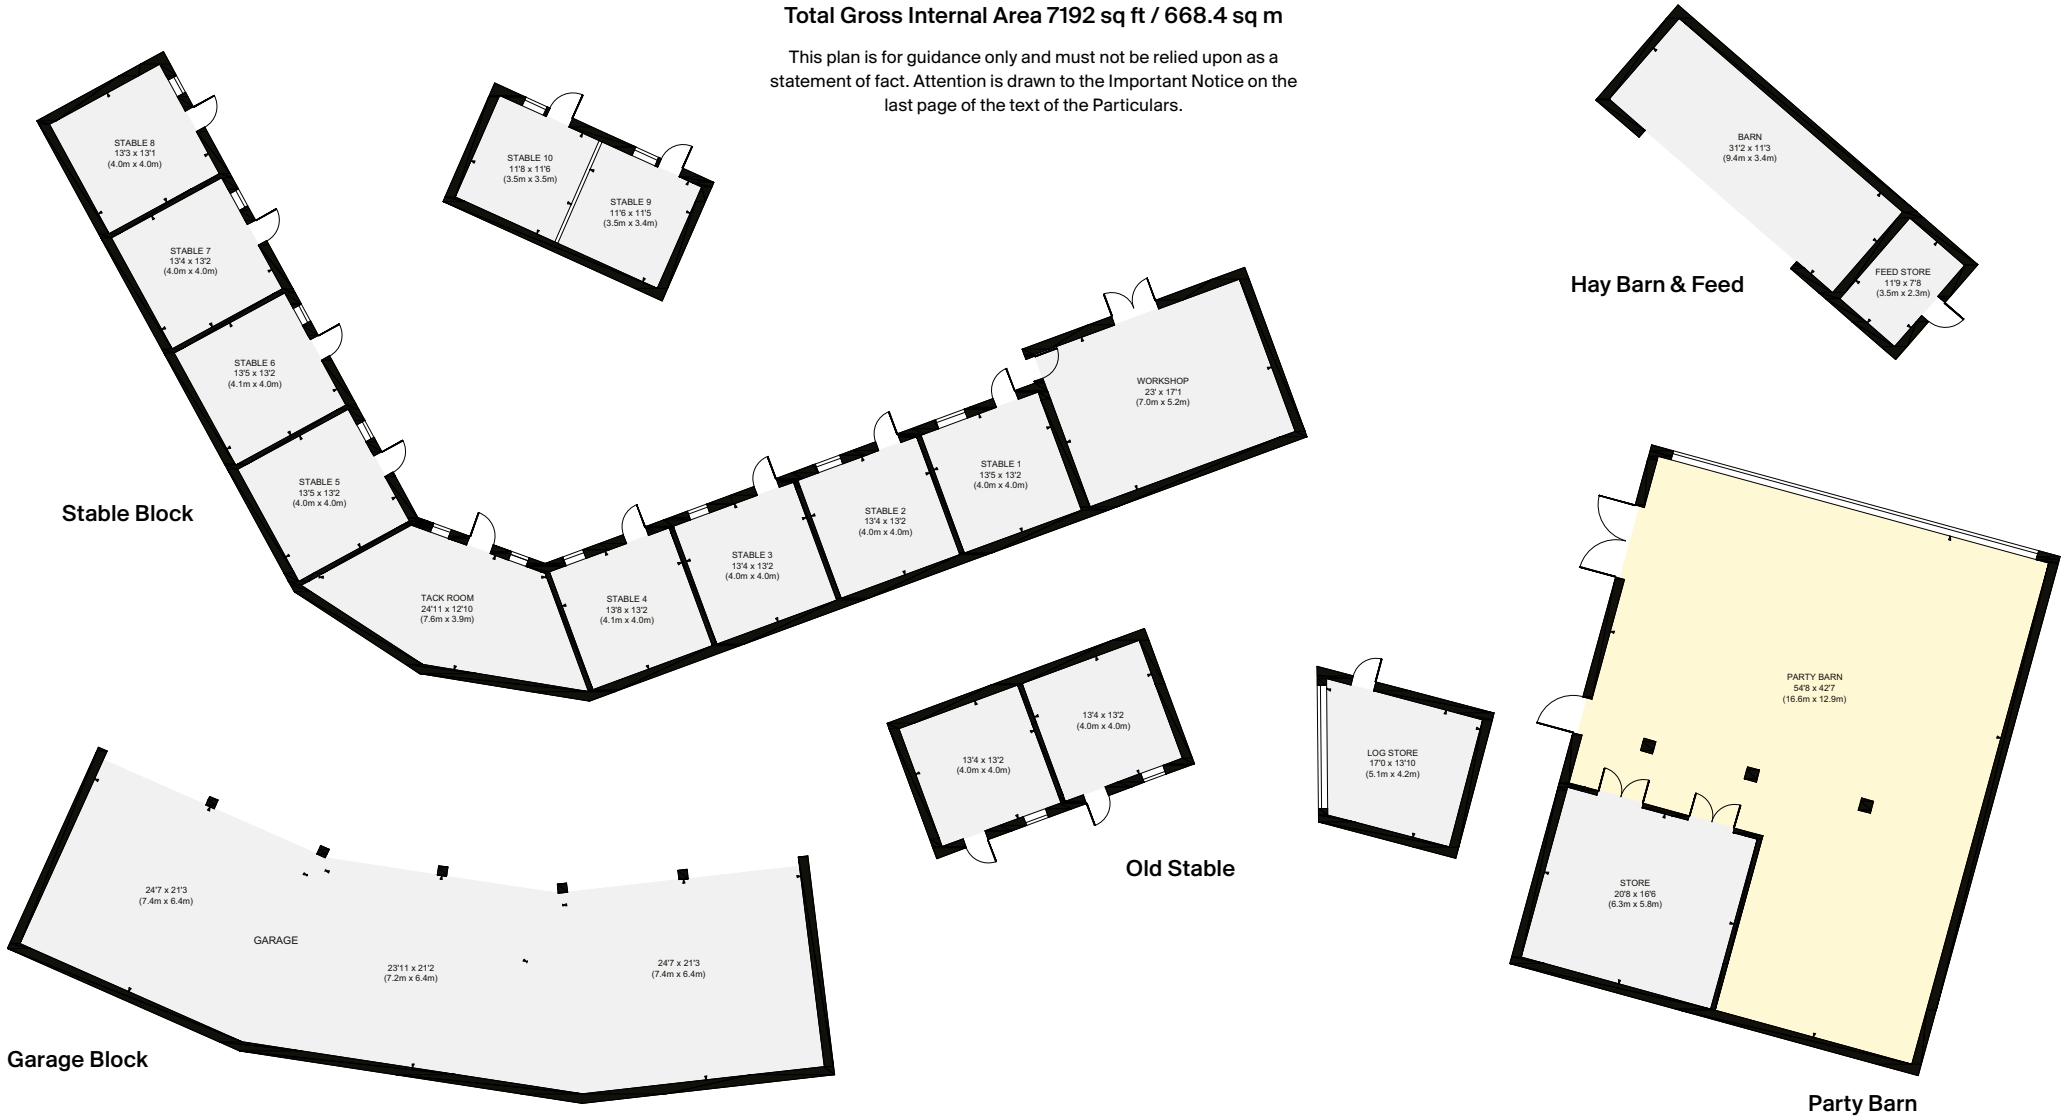 Total Gross Internal Area 7192 sq ft / 668.4 sq m
This plan is for guidance only and must not be relied upon as a
statement of fact. Attention is drawn to the Important Notice on the
last page of the text of the Particulars.
STABLE 8
13'3 x 13'1
(4.0m x 4.0m)
STABLE 7
13'4 x 13'2
(4.0m x 4.0m)
STABLE 6
13'5 x 13'2
(4.1m x 4.0m)
STABLE 5
13'5 x 13'2
(4.0m x 4.0m)
Stable Block
TACK ROOM
24'11 x 12'10
(7.6m x 3.9m)
STABLE 4
13'8 x 13'2
(4.1m x 4.0m)
STABLE 3
13'4 x 13'2
(4.0m x 4.0m)
STABLE 2
13'4 x 13'2
(4.0m x 4.0m)
STABLE 1
13'5 x 13'2
(4.0m x 4.0m)
WORKSHOP
23' x 17'1
(7.0m x 5.2m)
STABLE 10
11'8 x 11'6
(3.5m x 3.5m)
STABLE 9
11'6 x 11'5
(3.5m x 3.4m)
BARN
31'2 x 11'3
(9.4m x 3.4m)
FEED STORE
11'9 x 7'8
(3.5m x 2.3m)
Hay Barn & Feed
PARTY BARN
54'8 x 42'7
(16.6m x 12.9m)
STORE
20'8 x 16'6
(6.3m x 5.8m)
Party Barn
LOG STORE
17'0 x 13'10
(5.1m x 4.2m)
13'4 x 13'2
(4.0m x 4.0m)
13'4 x 13'2
(4.0m x 4.0m)
Old Stable
24'7 x 21'3
(7.4m x 6.4m)
GARAGE
23'11 x 21'2
(7.2m x 6.4m)
24'7 x 21'3
(7.4m x 6.4m)
Garage Block